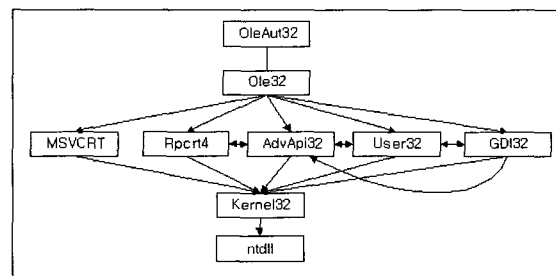 OleAut32
Ole32
MSVCRT
Rpcrt4
AdvApi32
User32
GDI32
Kernel32
ntdll